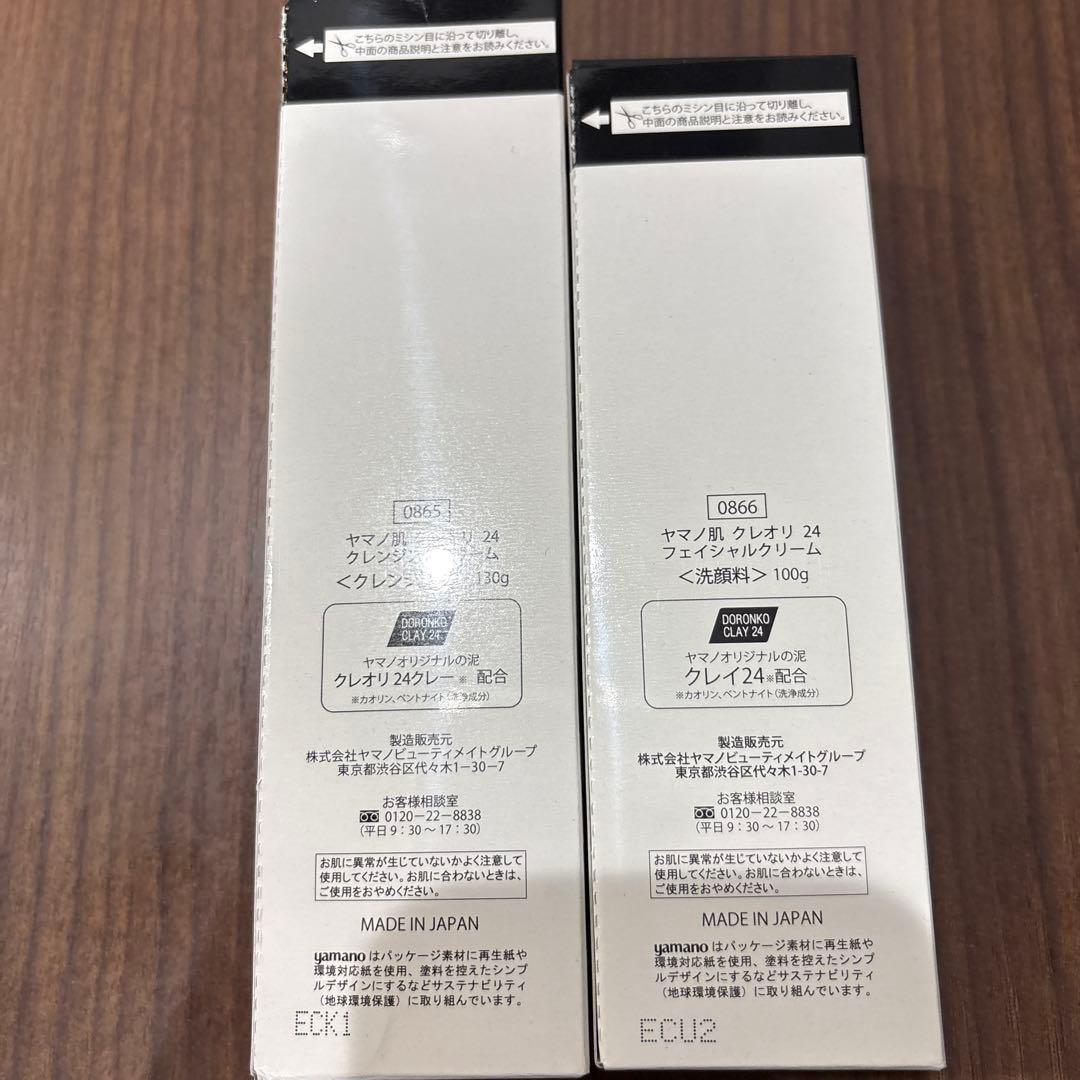 こちらのミシン目に沿って切り離し、
中面の商品説明と注意をお読みください。
0865
ヤマノ肌 リ 24
クレンジン ーム
＜クレンジ 130g
DORONKO
CLAY 24
ヤマノオリジナルの泥
クレオリ 24クレー※ 配合
※カオリン、ベントナイト（洗浄成分）
製造販売元
株式会社ヤマノビューティメイトグループ
東京都渋谷区代々木1－30－7
お客様相談室
0120－22－8838
（平日 9：30 ～ 17：30）
お肌に異常が生じていないかよく注意して
使用してください。お肌に合わないときは、
ご使用をおやめください。
MADE IN JAPAN
yamano はパッケージ素材に再生紙や
環境対応紙を使用、塗料を控えたシンプ
ルデザインにするなどサステナビリティ
（地球環境保護）に取り組んでいます。
ECK1
こちらのミシン目に沿って切り離し、
中面の商品説明と注意をお読みください。
0866
ヤマノ肌 クレオリ 24
フェイシャルクリーム
＜洗顔料＞ 100g
DORONKO
CLAY 24
ヤマノオリジナルの泥
クレイ24※配合
※カオリン、ベントナイト（洗浄成分）
製造販売元
株式会社ヤマノビューティメイトグループ
東京都渋谷区代々木1-30-7
お客様相談室
0120－22－8838
（平日 9：30 ～ 17：30）
お肌に異常が生じていないかよく注意して
使用してください。お肌に合わないときは、
ご使用をおやめください。
MADE IN JAPAN
yamano はパッケージ素材に再生紙や
環境対応紙を使用、塗料を控えたシンプ
ルデザインにするなどサステナビリティ
（地球環境保護）に取り組んでいます。
ECU2